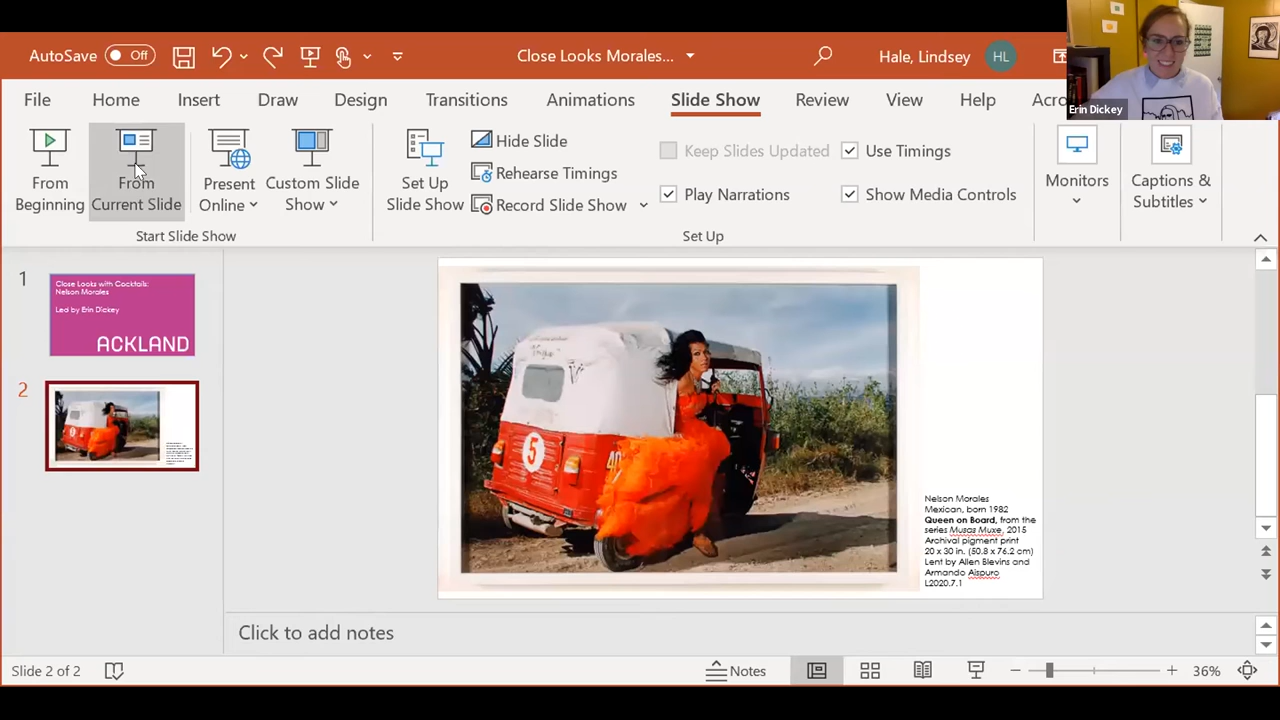 AutoSave Off
Close Looks Morales...
Hale, Lindsey HL
Erin Dickey
File Home Insert Draw Design Transitions Animations Slide Show Review View Help Acro
From Beginning
From Current Slide
Present Online
Custom Slide Show
Start Slide Show
Set Up Slide Show
Hide Slide
Rehearse Timings
Record Slide Show
Keep Slides Updated
Play Narrations
Use Timings
Show Media Controls
Set Up
Monitors
Captions & Subtitles
1
Close Looks with Cocktails:
Nelson Morales
Led by Erin Dickey
ACKLAND
2
5
Nelson Morales
Mexican, born 1982
Queen on Board, from the
series Musas Muxe, 2015
Archival pigment print
20 x 30 in. (50.8 x 76.2 cm)
Lent by Allen Blevins and
Armando Aispuro
L2020.7.1
Click to add notes
Slide 2 of 2
Notes
36%